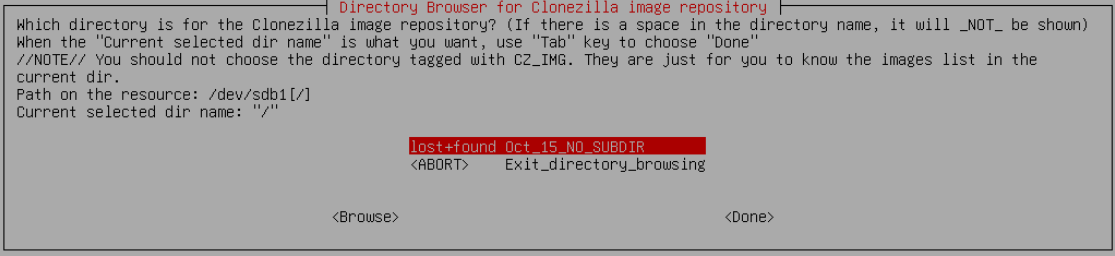 Directory Browser for Clonezilla image repository
Which directory is for the Clonezilla image repository? (If there is a space in the directory name, it will _NOT_ be shown)
When the "Current selected dir name" is what you want, use "Tab" key to choose "Done"
//NOTE// You should not choose the directory tagged with CZ_IMG. They are just for you to know the images list in the
current dir.
Path on the resource: /dev/sdb1[/]
Current selected dir name: "/"
lost+found Oct_15_NO_SUBDIR
<ABORT> Exit_directory_browsing
<Browse> <Done>